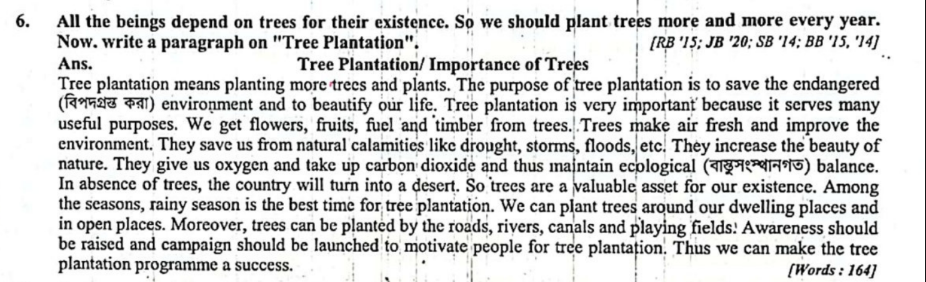 6. All the beings depend on trees for their existence. So we should plant trees more and more every year.
Now. write a paragraph on "Tree Plantation". [RB '15; JB '20; SB '14; BB '15, '14]
Ans. Tree Plantation/ Importance of Trees
Tree plantation means planting more trees and plants. The purpose of tree plantation is to save the endangered
(বিপদগ্রস্ত করা) environment and to beautify our life. Tree plantation is very important because it serves many
useful purposes. We get flowers, fruits, fuel and timber from trees. Trees make air fresh and improve the
environment. They save us from natural calamities like drought, storms, floods, etc. They increase the beauty of
nature. They give us oxygen and take up carbon dioxide and thus maintain ecological (বাস্তুসংস্থানগত) balance.
In absence of trees, the country will turn into a desert. So trees are a valuable asset for our existence. Among
the seasons, rainy season is the best time for tree plantation. We can plant trees around our dwelling places and
in open places. Moreover, trees can be planted by the roads, rivers, canals and playing fields. Awareness should
be raised and campaign should be launched to motivate people for tree plantation. Thus we can make the tree
plantation programme a success. [Words : 164]